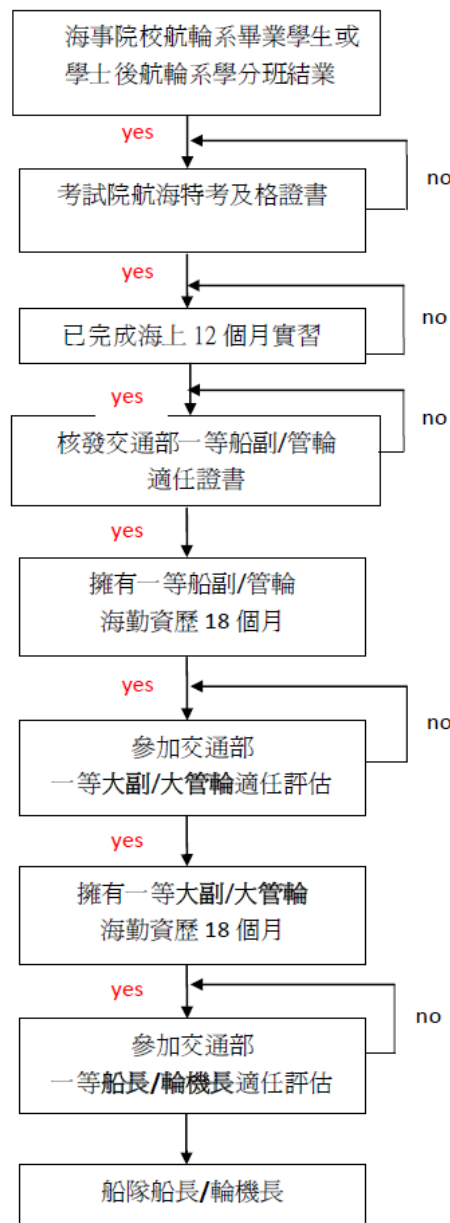 海事院校航輪系畢業學生或
學士後航輪系學分班結業
yes
no
考試院航海特考及格證書
yes
no
已完成海上 12 個月實習
yes
no
核發交通部一等船副/管輪
適任證書
yes
擁有一等船副/管輪
海勤資歷 18 個月
yes
no
參加交通部
一等大副/大管輪適任評估
yes
擁有一等大副/大管輪
海勤資歷 18 個月
yes
no
參加交通部
一等船長/輪機長適任評估
船隊船長/輪機長